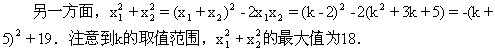 另一方面，x₁²+x₂²=(x₁+x₂)²-2x₁x₂=(k-2)²-2(k²+3k+5)=-(k+
5)²+19．注意到k的取值范围，x₁²+x₂²的最大值为18．